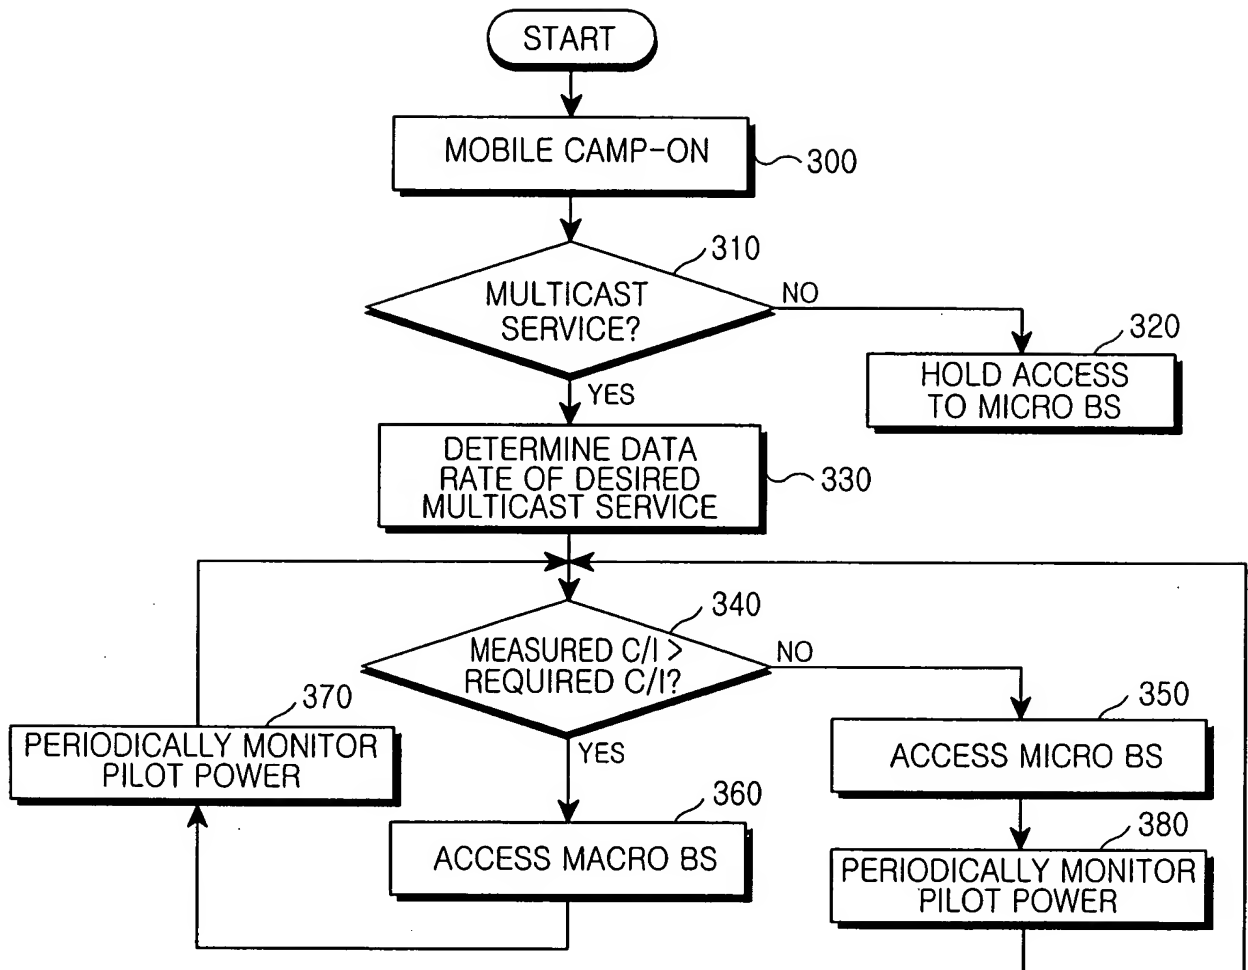 START
MOBILE CAMP-ON
300
310
MULTICAST
SERVICE?
NO
320
HOLD ACCESS
TO MICRO BS
YES
DETERMINE DATA
RATE OF DESIRED
MULTICAST SERVICE
330
340
MEASURED C/I >
REQUIRED C/I?
NO
370
PERIODICALLY MONITOR
PILOT POWER
YES
350
ACCESS MICRO BS
360
ACCESS MACRO BS
380
PERIODICALLY MONITOR
PILOT POWER